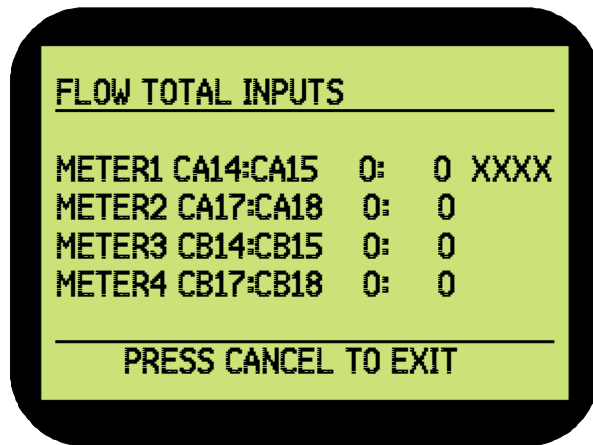 FLOW TOTAL INPUTS
METER1 CA14:CA15 0: 0 XXXX
METER2 CA17:CA18 0: 0
METER3 CB14:CB15 0: 0
METER4 CB17:CB18 0: 0
PRESS CANCEL TO EXIT